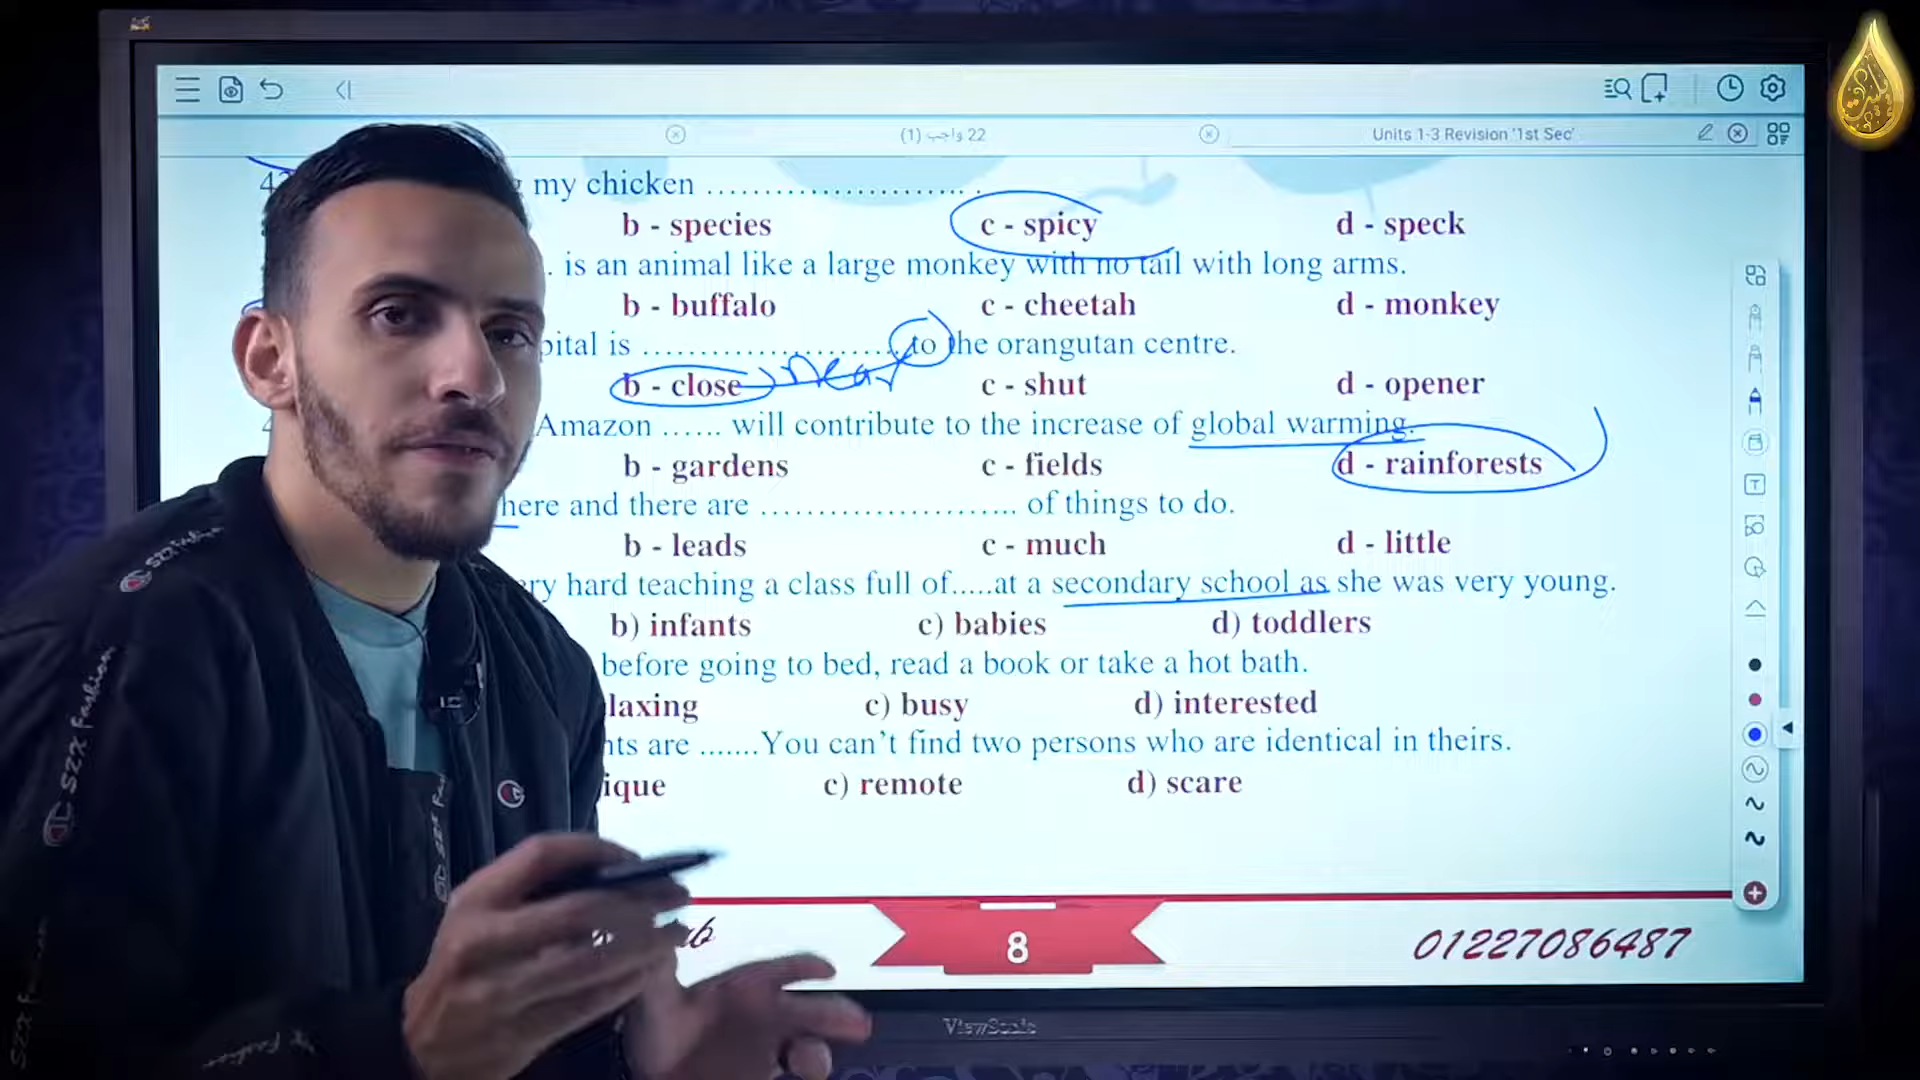 22 واجب (1)
Units 1-3 Revision '1st Sec'
my chicken ......................... .
b - species c - spicy d - speck
. is an animal like a large monkey with no tail with long arms.
b - buffalo c - cheetah d - monkey
pital is ......................... to the orangutan centre.
b - close near c - shut d - opener
Amazon ...... will contribute to the increase of global warming.
b - gardens c - fields d - rainforests
here and there are ......................... of things to do.
b - leads c - much d - little
ry hard teaching a class full of.....at a secondary school as she was very young.
b) infants c) babies d) toddlers
before going to bed, read a book or take a hot bath.
laxing c) busy d) interested
nts are .......You can't find two persons who are identical in theirs.
ique c) remote d) scare
8
01227086487
ViewSonic
SZX Fashion